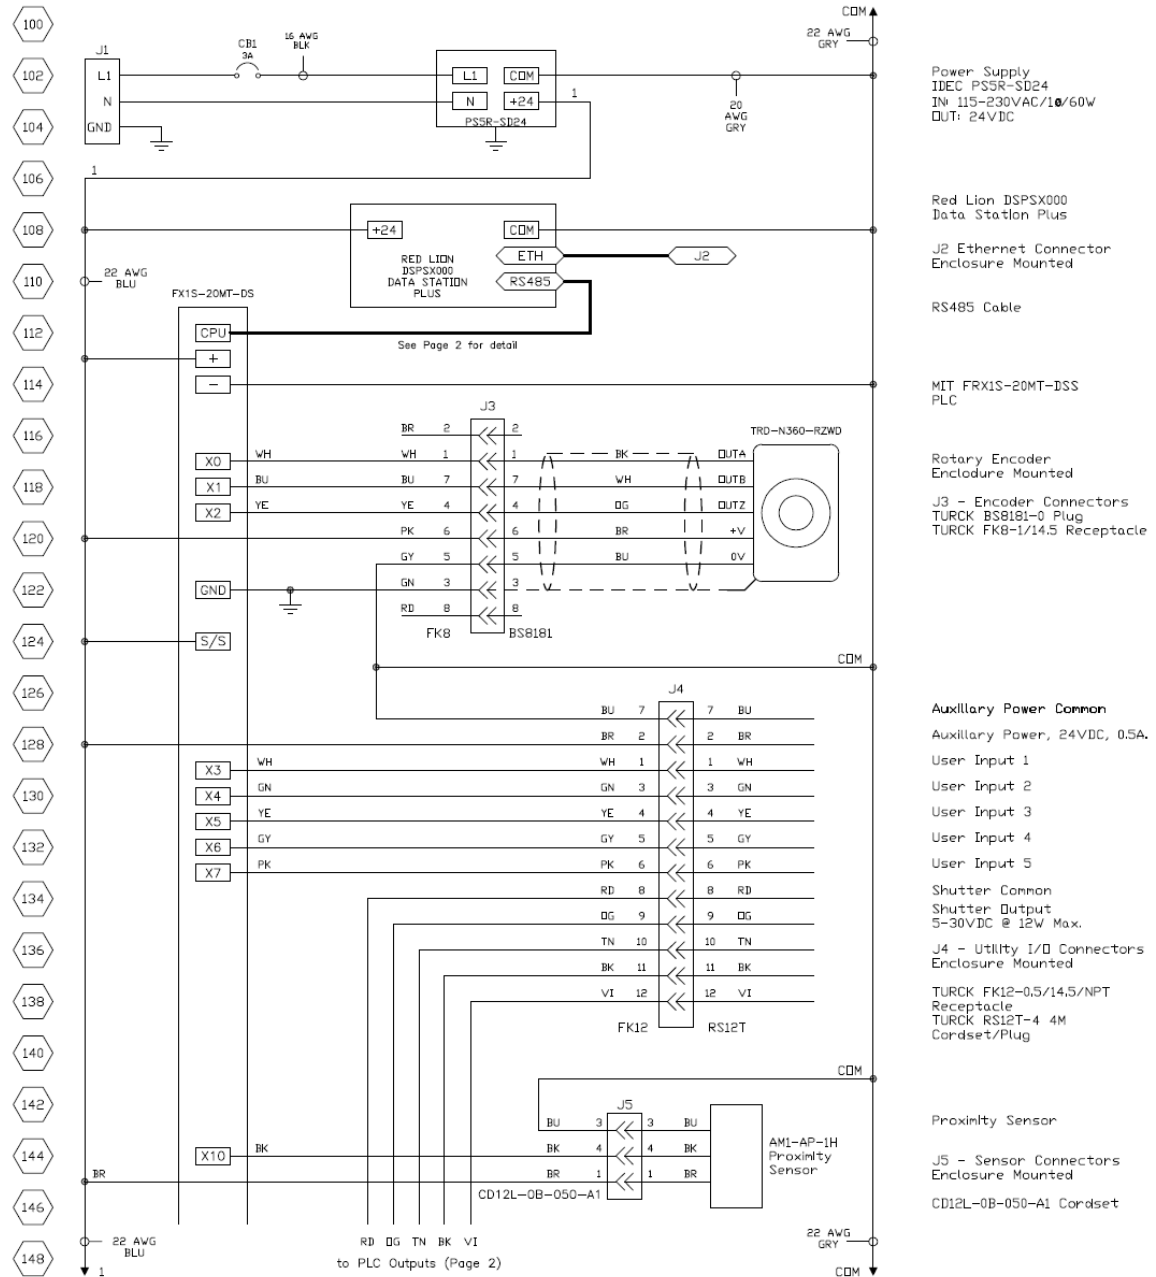 100
COM
22 AWG
GRY
J1
CB1
3A
16 AWG
BLK
102
L1
L1
COM
N
N
+24
1
PS5R-SD24
20
AWG
GRY
Power Supply
IDEC PS5R-SD24
IN: 115-230VAC/1ø/60W
OUT: 24VDC
104
GND
106
1
Red Lion DSPSX000
Data Station Plus
108
+24
COM
RED LION
DSPSX000
DATA STATION
PLUS
ETH
J2
RS485
J2 Ethernet Connector
Enclosure Mounted
110
22 AWG
BLU
FX1S-20MT-DS
RS485 Cable
112
CPU
See Page 2 for detail
+
114
-
MIT FRX1S-20MT-DSS
PLC
J3
116
BR 2 2
TRD-N360-RZWD
X0 WH WH 1 1 BK OUTA
Rotary Encoder
Enclodure Mounted
118
X1 BU BU 7 7 WH OUTB
X2 YE YE 4 4 OG OUTZ
J3 - Encoder Connectors
TURCK BS8181-0 Plug
TURCK FK8-1/14.5 Receptacle
120
PK 6 6 BR +V
GY 5 5 BU 0V
122
GND GN 3 3
RD 8 8
FK8 BS8181
124
S/S
COM
126
J4
BU 7 7 BU
Auxillary Power Common
128
BR 2 2 BR
Auxillary Power, 24VDC, 0.5A.
X3 WH WH 1 1 WH
User Input 1
130
X4 GN GN 3 3 GN
User Input 2
X5 YE YE 4 4 YE
User Input 3
132
X6 GY GY 5 5 GY
User Input 4
X7 PK PK 6 6 PK
User Input 5
134
RD 8 8 RD
Shutter Common
OG 9 9 OG
Shutter Output
5-30VDC @ 12W Max.
136
TN 10 10 TN
J4 - Utility I/O Connectors
Enclosure Mounted
BK 11 11 BK
138
VI 12 12 VI
FK12 RS12T
TURCK FK12-0.5/14.5/NPT
Receptacle
TURCK RS12T-4 4M
Cordset/Plug
140
COM
142
J5
BU 3 3 BU
Proximity Sensor
144
X10 BK BK 4 4 BK
AM1-AP-1H
Proximity
Sensor
BR BR 1 1 BR
CD12L-0B-050-A1
J5 - Sensor Connectors
Enclosure Mounted
146
CD12L-0B-050-A1 Cordset
22 AWG
BLU
RD OG TN BK VI
22 AWG
GRY
148
to PLC Outputs (Page 2)
1
COM